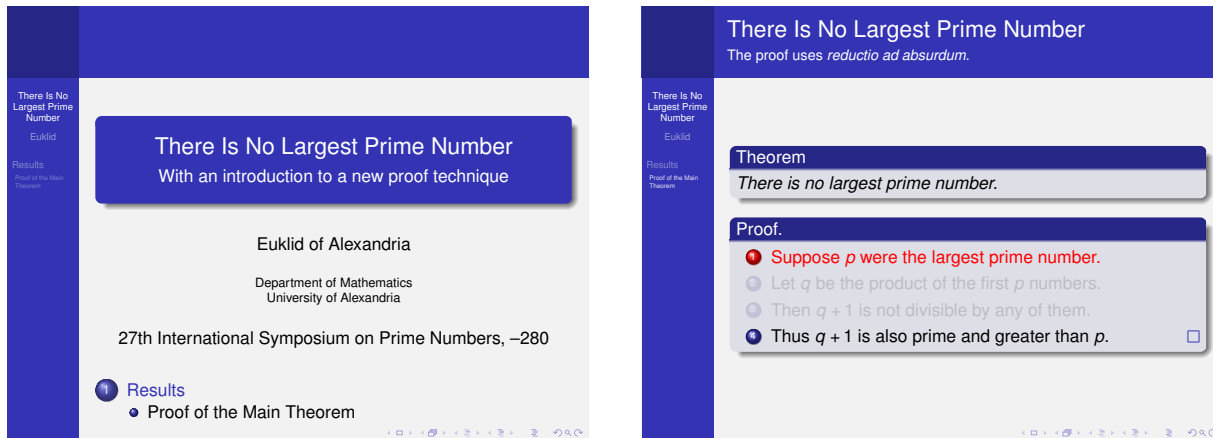 There Is No
Largest Prime
Number
Euklid
Results
Proof of the Main
Theorem
There Is No Largest Prime Number
With an introduction to a new proof technique
Euklid of Alexandria
Department of Mathematics
University of Alexandria
27th International Symposium on Prime Numbers, –280
1 Results
Proof of the Main Theorem
There Is No Largest Prime Number
The proof uses reductio ad absurdum.
There Is No
Largest Prime
Number
Euklid
Results
Proof of the Main
Theorem
Theorem
There is no largest prime number.
Proof.
1 Suppose p were the largest prime number.
2 Let q be the product of the first p numbers.
3 Then q + 1 is not divisible by any of them.
4 Thus q + 1 is also prime and greater than p.